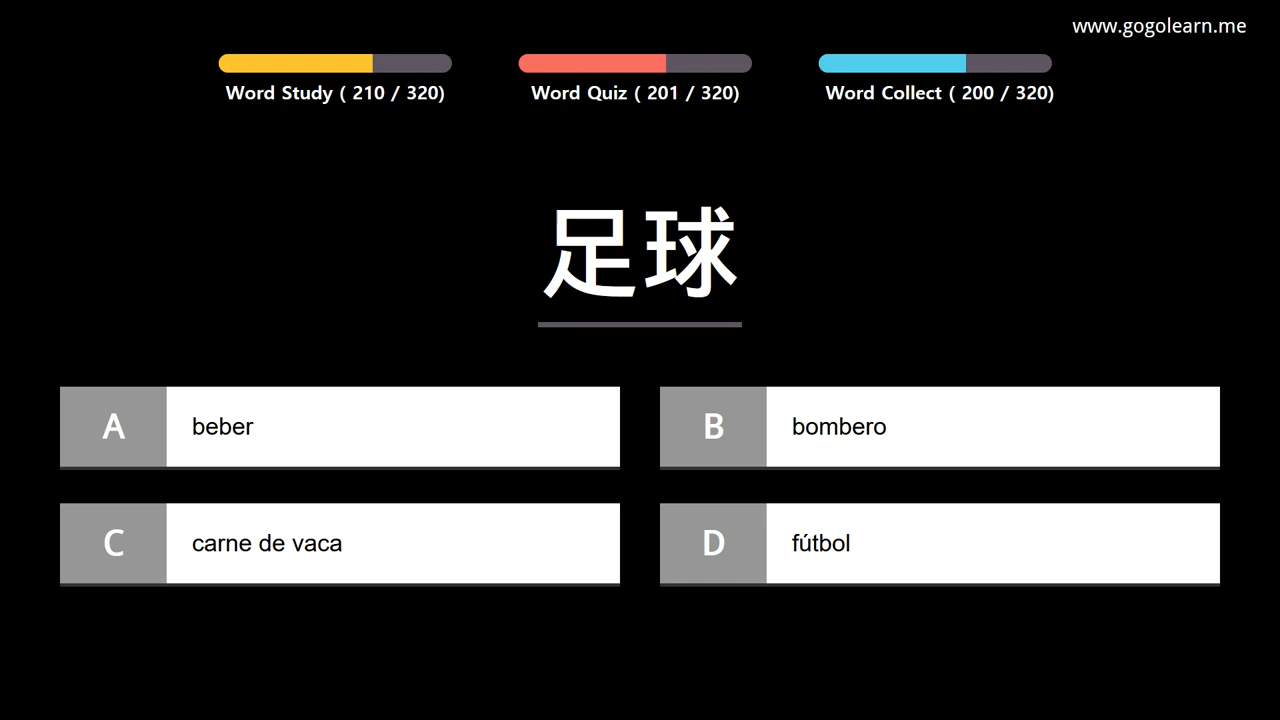 www.gogolearn.me
Word Study ( 210 / 320)
Word Quiz ( 201 / 320)
Word Collect ( 200 / 320)
足球
A beber
B bombero
C carne de vaca
D fútbol